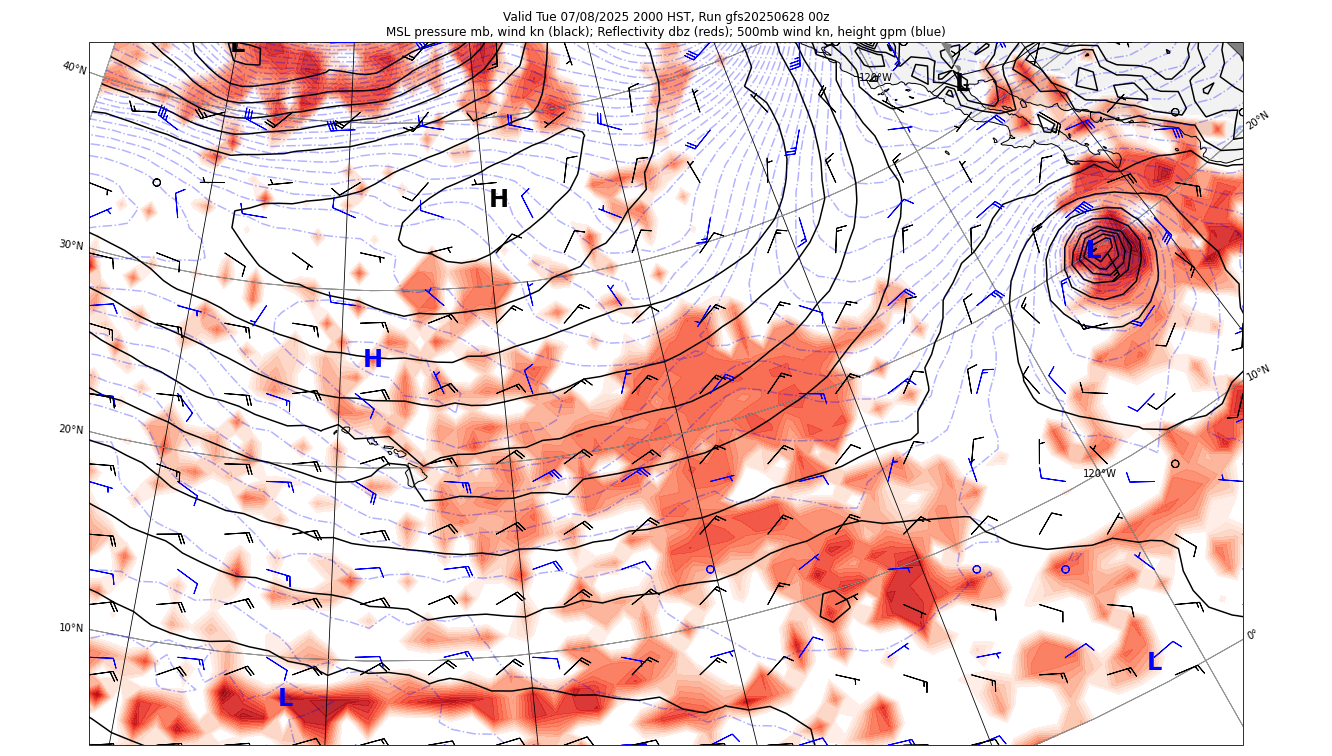 Valid Tue 07/08/2025 2000 HST, Run gfs20250628 00z
MSL pressure mb, wind kn (black); Reflectivity dbz (reds); 500mb wind kn, height gpm (blue)
L
40°N
120°W
L
20°N
H
30°N
L
H
10°N
20°N
120°W
10°N
0°
L
L